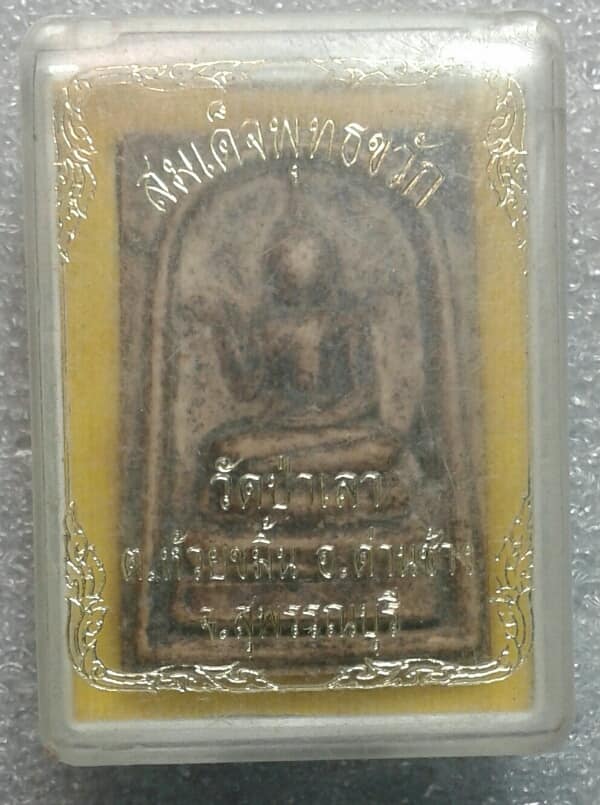 สมเด็จพุทธขวัก
วัดป่าเลา
ต.ห้วยขมิ้น อ.ด่านช้าง
จ.สุพรรณบุรี